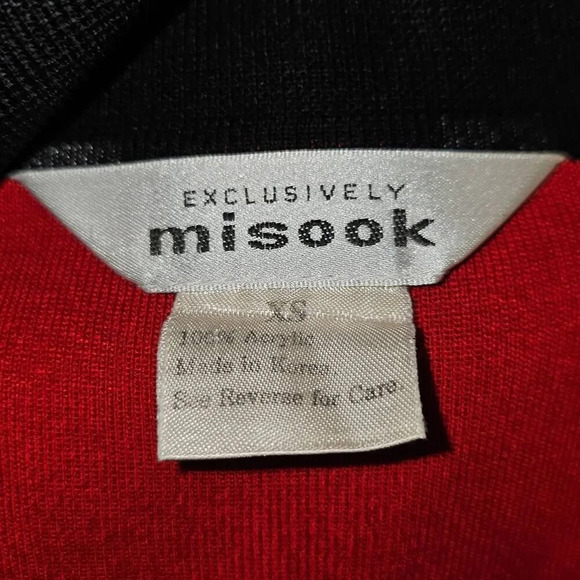 EXCLUSIVELY
misook
XS
100% Acrylic
Made in Korea
See Reverse for Care